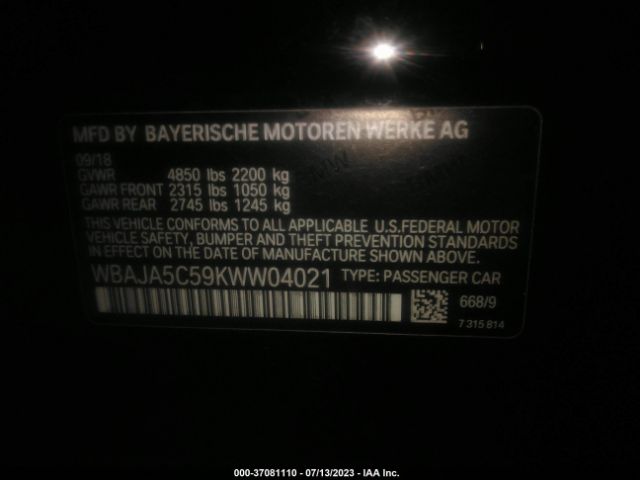 MFD BY BAYERISCHE MOTOREN WERKE AG
09/18
GVWR 4850 lbs 2200 kg
GAWR FRONT 2315 lbs 1050 kg
GAWR REAR 2745 lbs 1245 kg
THIS VEHICLE CONFORMS TO ALL APPLICABLE U.S.FEDERAL MOTOR
VEHICLE SAFETY, BUMPER AND THEFT PREVENTION STANDARDS
IN EFFECT ON THE DATE OF MANUFACTURE SHOWN ABOVE.
WBAJA5C59KWW04021 TYPE: PASSENGER CAR
668/9
7 315 814
000-37081110 - 07/13/2023 - IAA Inc.